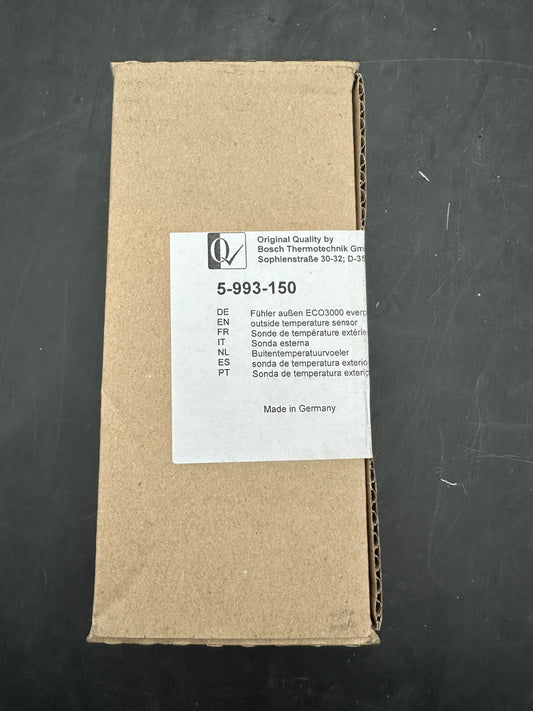 Q
Original Quality by
Bosch Thermotechnik Gm
Sophienstraße 30-32; D-35
5-993-150
DE Fühler außen ECO3000 everp
EN outside temperature sensor
FR Sonde de température extérie
IT Sonda esterna
NL Buitentemperatuurvoeler
ES sonda de temperatura exterio
PT Sonda de temperatura exterio
Made in Germany